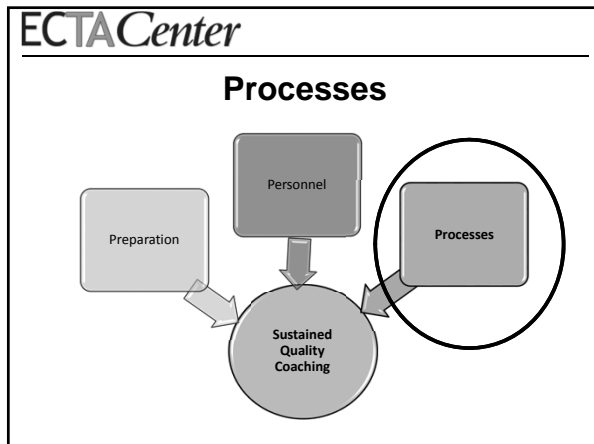 ECTACenter
Processes
Personnel
Preparation
Processes
Sustained
Quality
Coaching